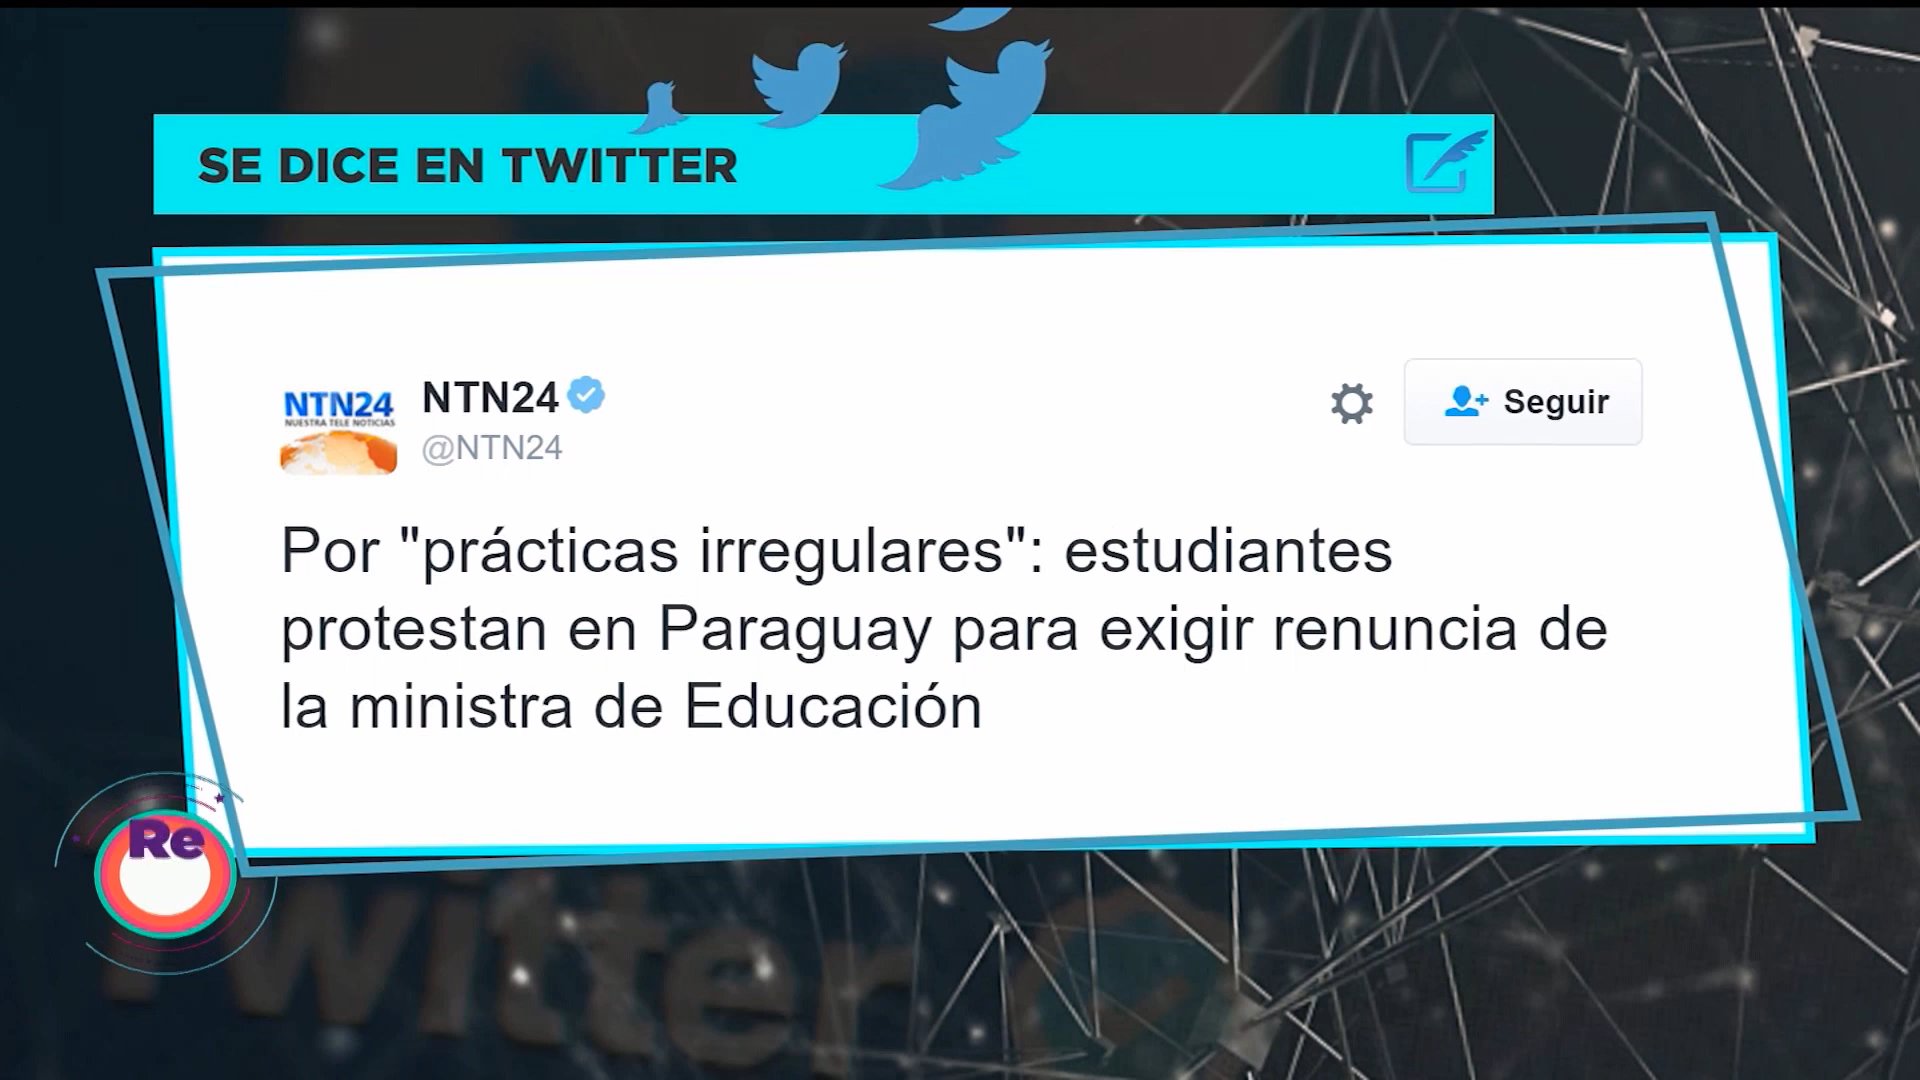 SE DICE EN TWITTER
NTN24
NUESTRA TELE NOTICIAS
NTN24
@NTN24
Seguir
Por "prácticas irregulares": estudiantes
protestan en Paraguay para exigir renuncia de
la ministra de Educación
Re
Twitter